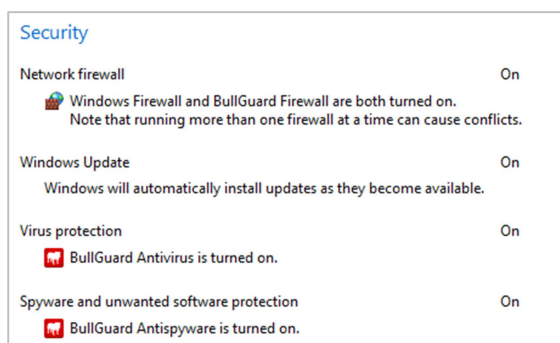 Security
Network firewall On
Windows Firewall and BullGuard Firewall are both turned on.
Note that running more than one firewall at a time can cause conflicts.
Windows Update On
Windows will automatically install updates as they become available.
Virus protection On
BullGuard Antivirus is turned on.
Spyware and unwanted software protection On
BullGuard Antispyware is turned on.